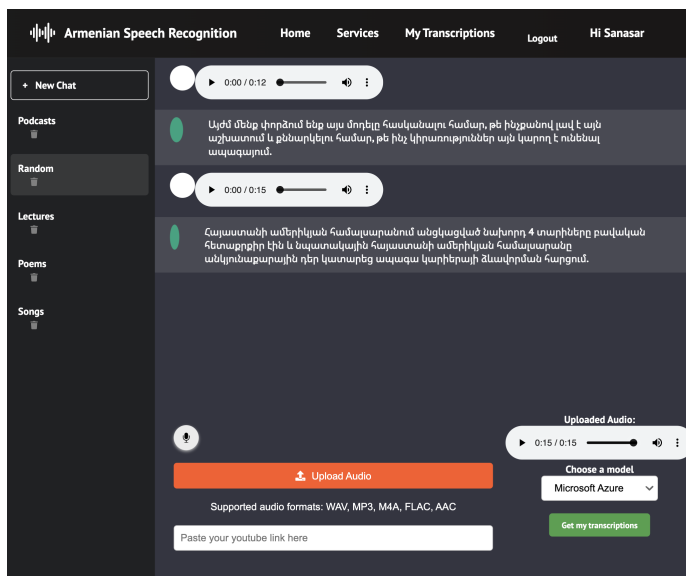 Armenian Speech Recognition
Home
Services
My Transcriptions
Logout
Hi Sanasar
+ New Chat
Podcasts
Random
Lectures
Poems
Songs
0:00 / 0:12
Այժմ մենք փորձում ենք այս մոդելը հասկանալու համար, թե ինչքանով լավ է այն
աշխատում և քննարկելու համար, թե ինչ կիրառություններ այն կարող է ունենալ
ապագայում.
0:00 / 0:15
Հայաստանի ամերիկյան համալսարանում անցկացված նախորդ 4 տարիները բավական
հետաքրքիր էին և նպատակային հայաստանի ամերիկյան համալսարանը
անկյունաքարային դեր կատարեց ապագա կարիերայի ձևավորման հարցում.
Upload Audio
Supported audio formats: WAV, MP3, M4A, FLAC, AAC
Paste your youtube link here
Uploaded Audio:
0:15 / 0:15
Choose a model
Microsoft Azure
Get my transcriptions